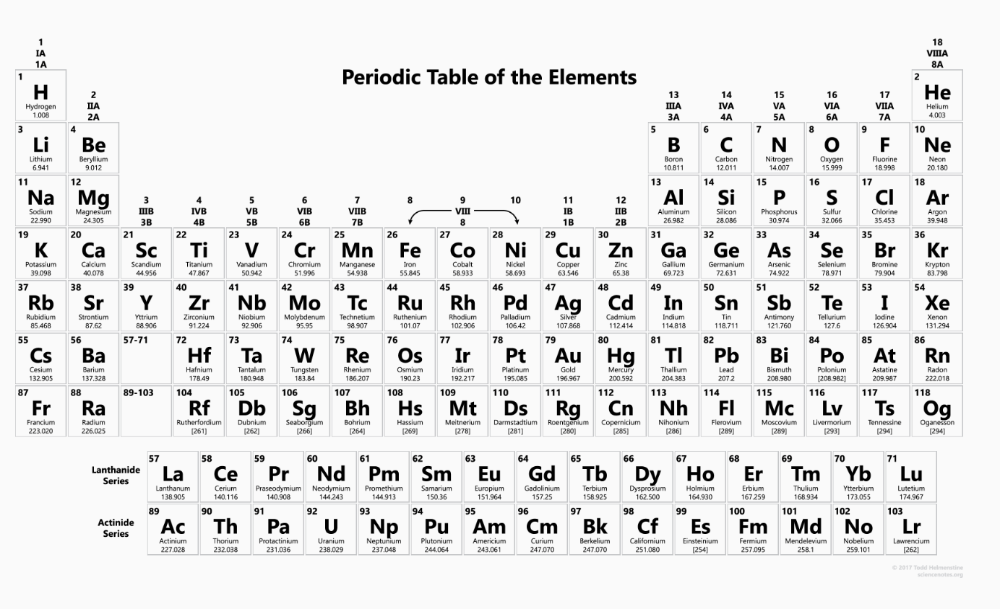 Periodic Table of the Elements
1
IA
1A
18
VIIIA
8A
1
H
Hydrogen
1.008
2
IIA
2A
13
IIIA
3A
14
IVA
4A
15
VA
5A
16
VIA
6A
17
VIIA
7A
2
He
Helium
4.003
3
Li
Lithium
6.941
4
Be
Beryllium
9.012
5
B
Boron
10.811
6
C
Carbon
12.011
7
N
Nitrogen
14.007
8
O
Oxygen
15.999
9
F
Fluorine
18.998
10
Ne
Neon
20.180
11
Na
Sodium
22.990
12
Mg
Magnesium
24.305
3
IIIB
3B
4
IVB
4B
5
VB
5B
6
VIB
6B
7
VIIB
7B
8
9
10
VIII
8
11
IB
1B
12
IIB
2B
13
Al
Aluminum
26.982
14
Si
Silicon
28.086
15
P
Phosphorus
30.974
16
S
Sulfur
32.066
17
Cl
Chlorine
35.453
18
Ar
Argon
39.948
19
K
Potassium
39.098
20
Ca
Calcium
40.078
21
Sc
Scandium
44.956
22
Ti
Titanium
47.867
23
V
Vanadium
50.942
24
Cr
Chromium
51.996
25
Mn
Manganese
54.938
26
Fe
Iron
55.845
27
Co
Cobalt
58.933
28
Ni
Nickel
58.693
29
Cu
Copper
63.546
30
Zn
Zinc
65.38
31
Ga
Gallium
69.723
32
Ge
Germanium
72.631
33
As
Arsenic
74.922
34
Se
Selenium
78.971
35
Br
Bromine
79.904
36
Kr
Krypton
83.798
37
Rb
Rubidium
85.468
38
Sr
Strontium
87.62
39
Y
Yttrium
88.906
40
Zr
Zirconium
91.224
41
Nb
Niobium
92.906
42
Mo
Molybdenum
95.95
43
Tc
Technetium
98.907
44
Ru
Ruthenium
101.07
45
Rh
Rhodium
102.906
46
Pd
Palladium
106.42
47
Ag
Silver
107.868
48
Cd
Cadmium
112.414
49
In
Indium
114.818
50
Sn
Tin
118.711
51
Sb
Antimony
121.760
52
Te
Tellurium
127.6
53
I
Iodine
126.904
54
Xe
Xenon
131.294
55
Cs
Cesium
132.905
56
Ba
Barium
137.328
57-71
72
Hf
Hafnium
178.49
73
Ta
Tantalum
180.948
74
W
Tungsten
183.84
75
Re
Rhenium
186.207
76
Os
Osmium
190.23
77
Ir
Iridium
192.217
78
Pt
Platinum
195.085
79
Au
Gold
196.967
80
Hg
Mercury
200.592
81
Tl
Thallium
204.383
82
Pb
Lead
207.2
83
Bi
Bismuth
208.980
84
Po
Polonium
[208.982]
85
At
Astatine
209.987
86
Rn
Radon
222.018
87
Fr
Francium
223.020
88
Ra
Radium
226.025
89-103
104
Rf
Rutherfordium
[261]
105
Db
Dubnium
[262]
106
Sg
Seaborgium
[266]
107
Bh
Bohrium
[264]
108
Hs
Hassium
[269]
109
Mt
Meitnerium
[278]
110
Ds
Darmstadtium
[281]
111
Rg
Roentgenium
[280]
112
Cn
Copernicium
[285]
113
Nh
Nihonium
[286]
114
Fl
Flerovium
[289]
115
Mc
Moscovium
[289]
116
Lv
Livermorium
[293]
117
Ts
Tennessine
[294]
118
Og
Oganesson
[294]
Lanthanide
Series
57
La
Lanthanum
138.905
58
Ce
Cerium
140.116
59
Pr
Praseodymium
140.908
60
Nd
Neodymium
144.243
61
Pm
Promethium
144.913
62
Sm
Samarium
150.36
63
Eu
Europium
151.964
64
Gd
Gadolinium
157.25
65
Tb
Terbium
158.925
66
Dy
Dysprosium
162.500
67
Ho
Holmium
164.930
68
Er
Erbium
167.259
69
Tm
Thulium
168.934
70
Yb
Ytterbium
173.055
71
Lu
Lutetium
174.967
Actinide
Series
89
Ac
Actinium
227.028
90
Th
Thorium
232.038
91
Pa
Protactinium
231.036
92
U
Uranium
238.029
93
Np
Neptunium
237.048
94
Pu
Plutonium
244.064
95
Am
Americium
243.061
96
Cm
Curium
247.070
97
Bk
Berkelium
247.070
98
Cf
Californium
251.080
99
Es
Einsteinium
[254]
100
Fm
Fermium
257.095
101
Md
Mendelevium
258.1
102
No
Nobelium
259.101
103
Lr
Lawrencium
[262]
© 2017 Todd Helmenstine
sciencenotes.org